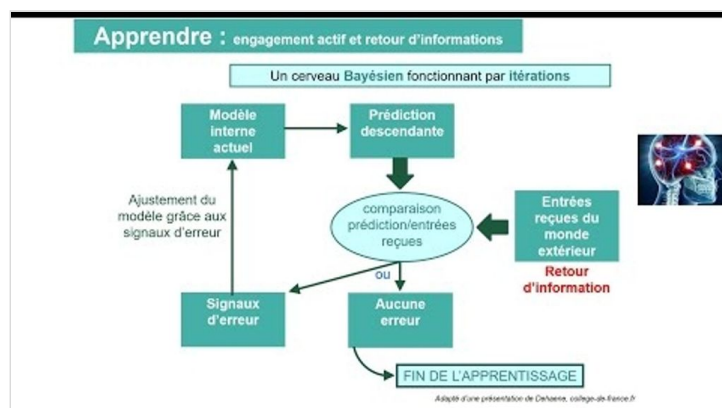 Apprendre : engagement actif et retour d'informations
Un cerveau Bayésien fonctionnant par itérations
Modèle
interne
actuel
Prédiction
descendante
Ajustement du
modèle grâce aux
signaux d'erreur
comparaison
prédiction/entrées
reçues
Entrées
reçues du
monde
extérieur
Retour
d'information
ou
Signaux
d'erreur
Aucune
erreur
FIN DE L'APPRENTISSAGE
Adapté d'une présentation de Dehaene, college-de-france.fr